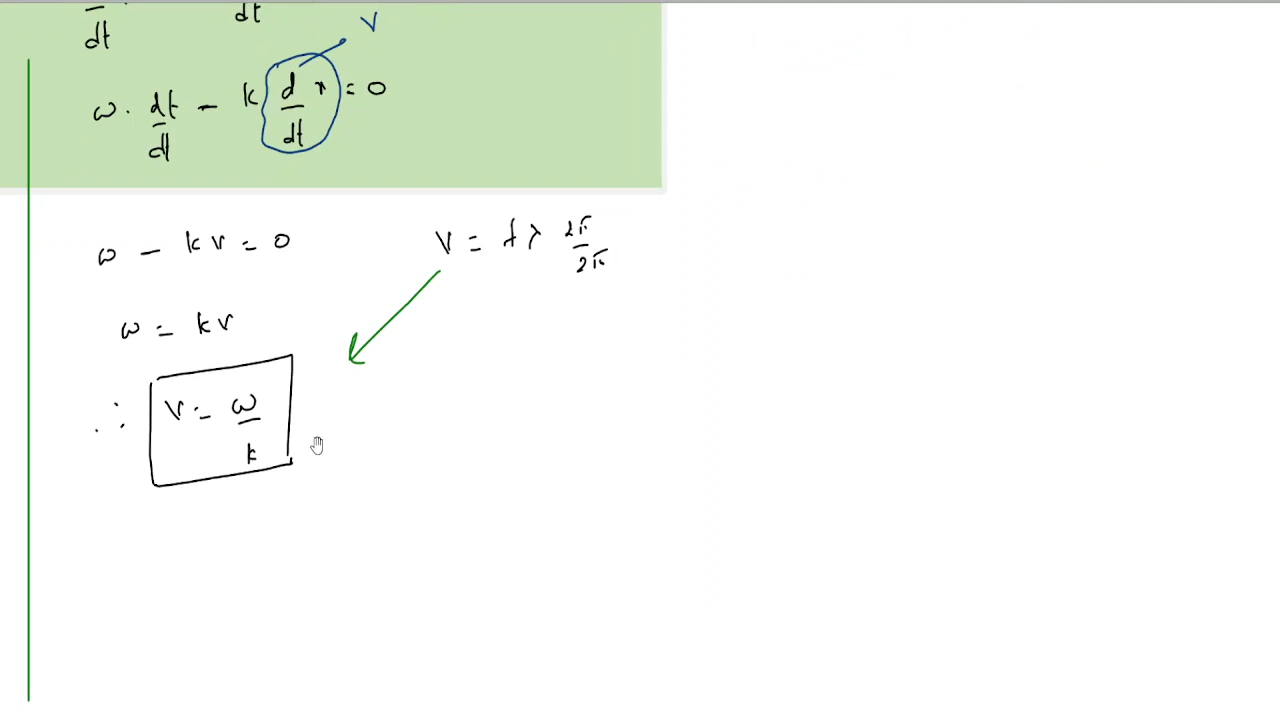 dt dt
V
ω · dt/dt − k d/dt x = 0
ω − kv = 0
V = fλ 2π/2π
ω = kv
∴ v = ω/k